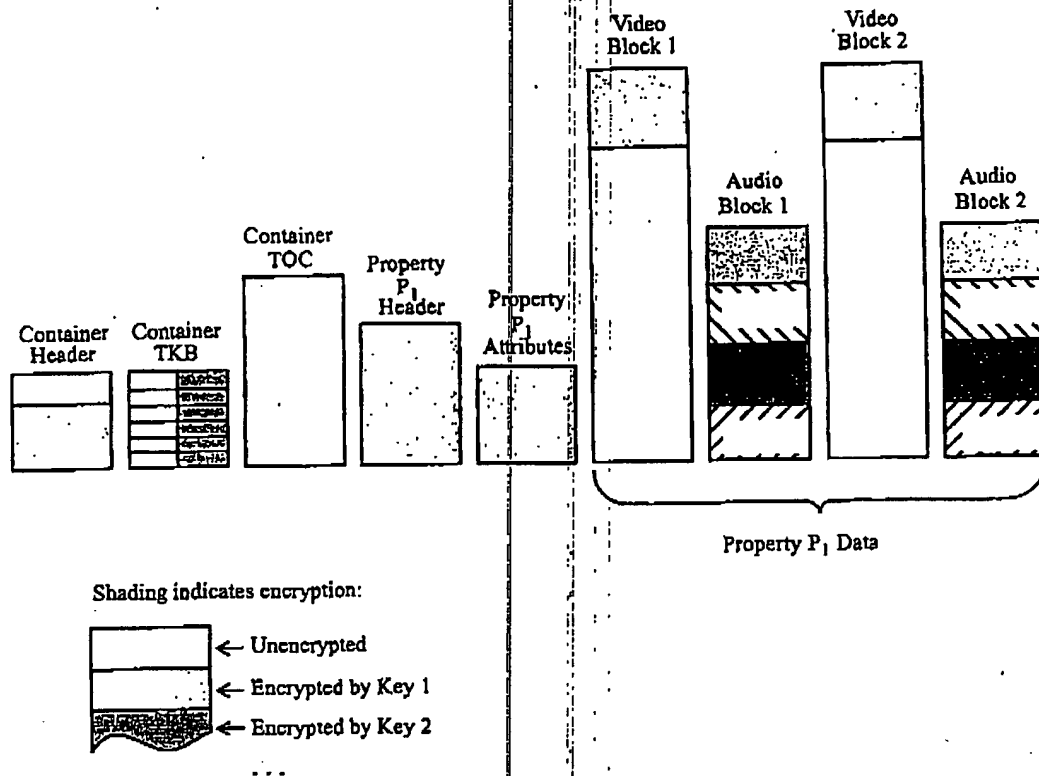 Container
Header
Container
TKB
Container
TOC
Property
P1
Header
Property
P1
Attributes
Video
Block 1
Audio
Block 1
Video
Block 2
Audio
Block 2
Property P1 Data
Shading indicates encryption:
Unencrypted
Encrypted by Key 1
Encrypted by Key 2
...